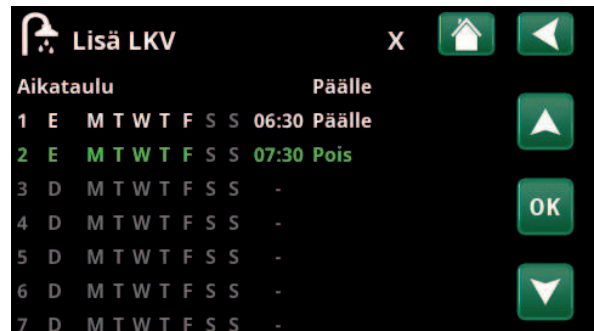 Lisä LKV X
Aikataulu Päälle
1 E M T W T F S S 06:30 Päälle
2 E M T W T F S S 07:30 Pois
3 D M T W T F S S -
4 D M T W T F S S -
OK
5 D M T W T F S S -
6 D M T W T F S S -
7 D M T W T F S S